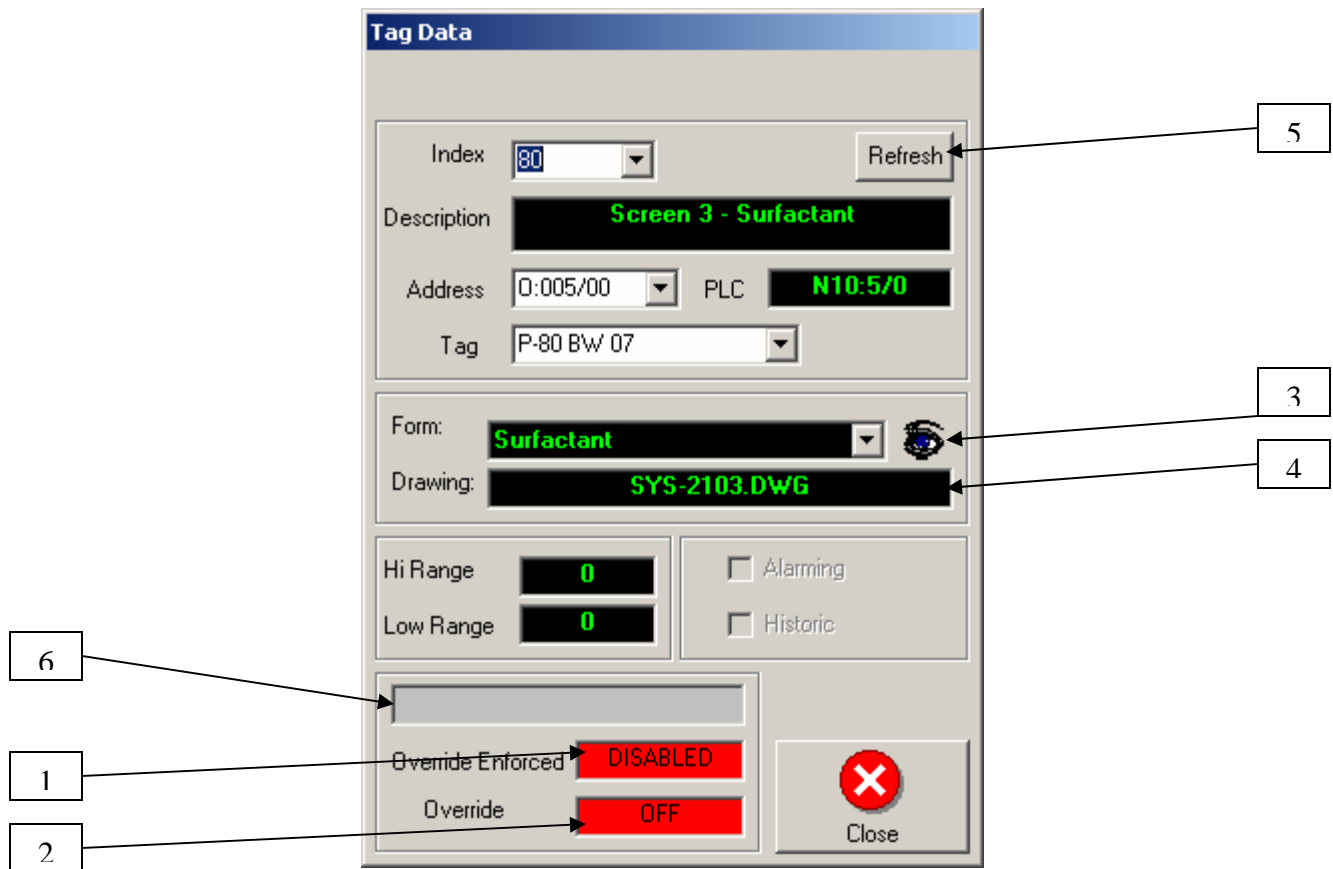 Tag Data
5
Index 80 Refresh
Description Screen 3 - Surfactant
Address O:005/00 PLC N10:5/0
Tag P-80 BW 07
3
Form: Surfactant
4
Drawing: SYS-2103.DWG
Hi Range 0 Alarming
Low Range 0 Historic
6
1
Override Enforced DISABLED
2
Override OFF
Close